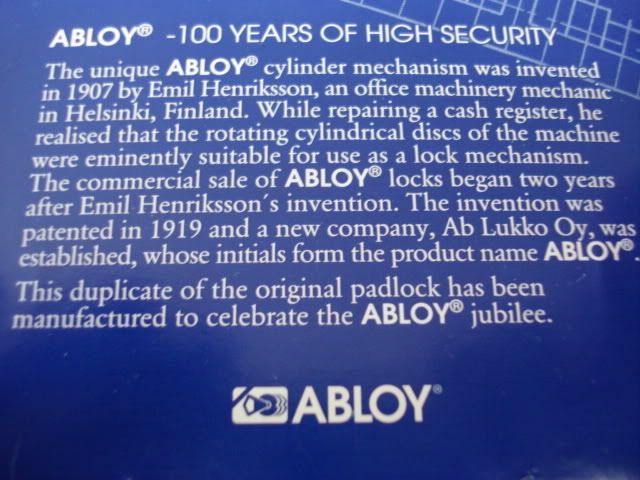 ABLOY® -100 YEARS OF HIGH SECURITY
The unique ABLOY® cylinder mechanism was invented
in 1907 by Emil Henriksson, an office machinery mechanic
in Helsinki, Finland. While repairing a cash register, he
realised that the rotating cylindrical discs of the machine
were eminently suitable for use as a lock mechanism.
The commercial sale of ABLOY® locks began two years
after Emil Henriksson´s invention. The invention was
patented in 1919 and a new company, Ab Lukko Oy, was
established, whose initials form the product name ABLOY®.
This duplicate of the original padlock has been
manufactured to celebrate the ABLOY® jubilee.
ABLOY®